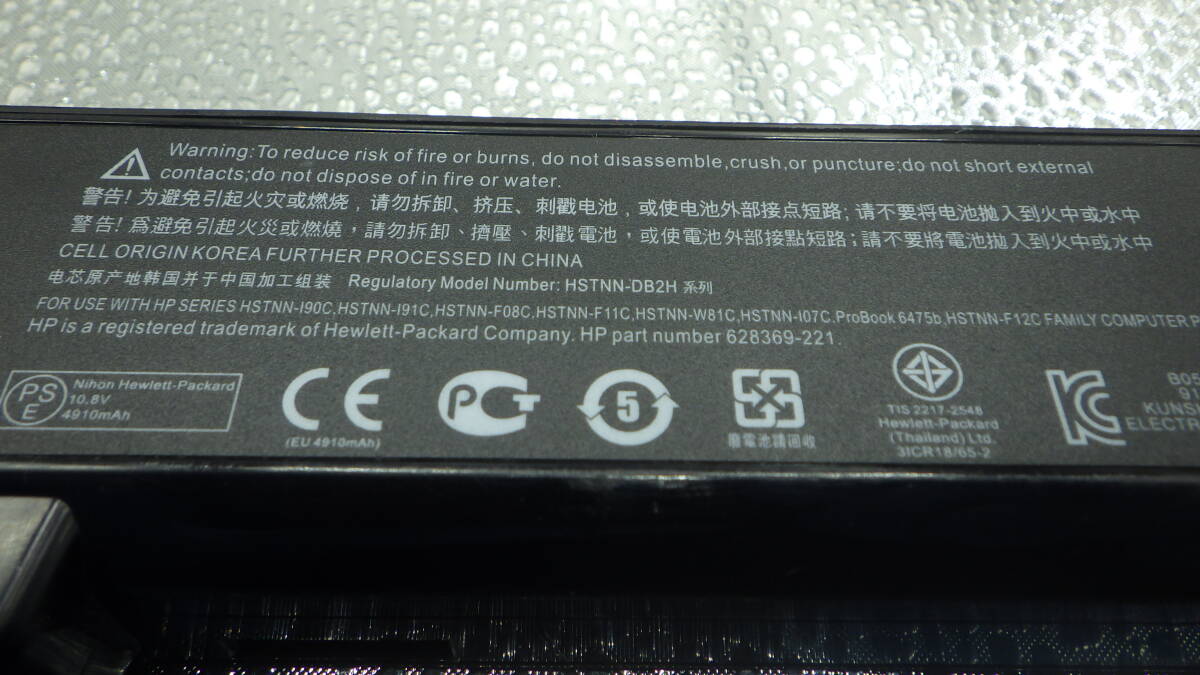 Warning:To reduce risk of fire or burns, do not disassemble,crush,or puncture;do not short external
contacts;do not dispose of in fire or water.
警告! 为避免引起火灾或燃烧，请勿拆卸、挤压、刺戳电池，或使电池外部接点短路；请不要将电池拋入到火中或水中
警告! 爲避免引起火災或燃燒，請勿拆卸、擠壓、刺戳電池，或使電池外部接點短路；請不要將電池拋入到火中或水中
CELL ORIGIN KOREA FURTHER PROCESSED IN CHINA
电芯原产地韩国并于中国加工组装 Regulatory Model Number: HSTNN-DB2H 系列
FOR USE WITH HP SERIES HSTNN-I90C,HSTNN-I91C,HSTNN-F08C,HSTNN-F11C,HSTNN-W81C,HSTNN-I07C,ProBook 6475b,HSTNN-F12C FAMILY COMPUTER P
HP is a registered trademark of Hewlett-Packard Company. HP part number 628369-221.
PS
E
Nihon Hewlett-Packard
10.8V
4910mAh
CE
(EU 4910mAh)
5
廢電池請回收
TIS 2217-2548
Hewlett-Packard
(Thailand) Ltd.
3ICR18/65-2
B05
KUNS
ELECTR